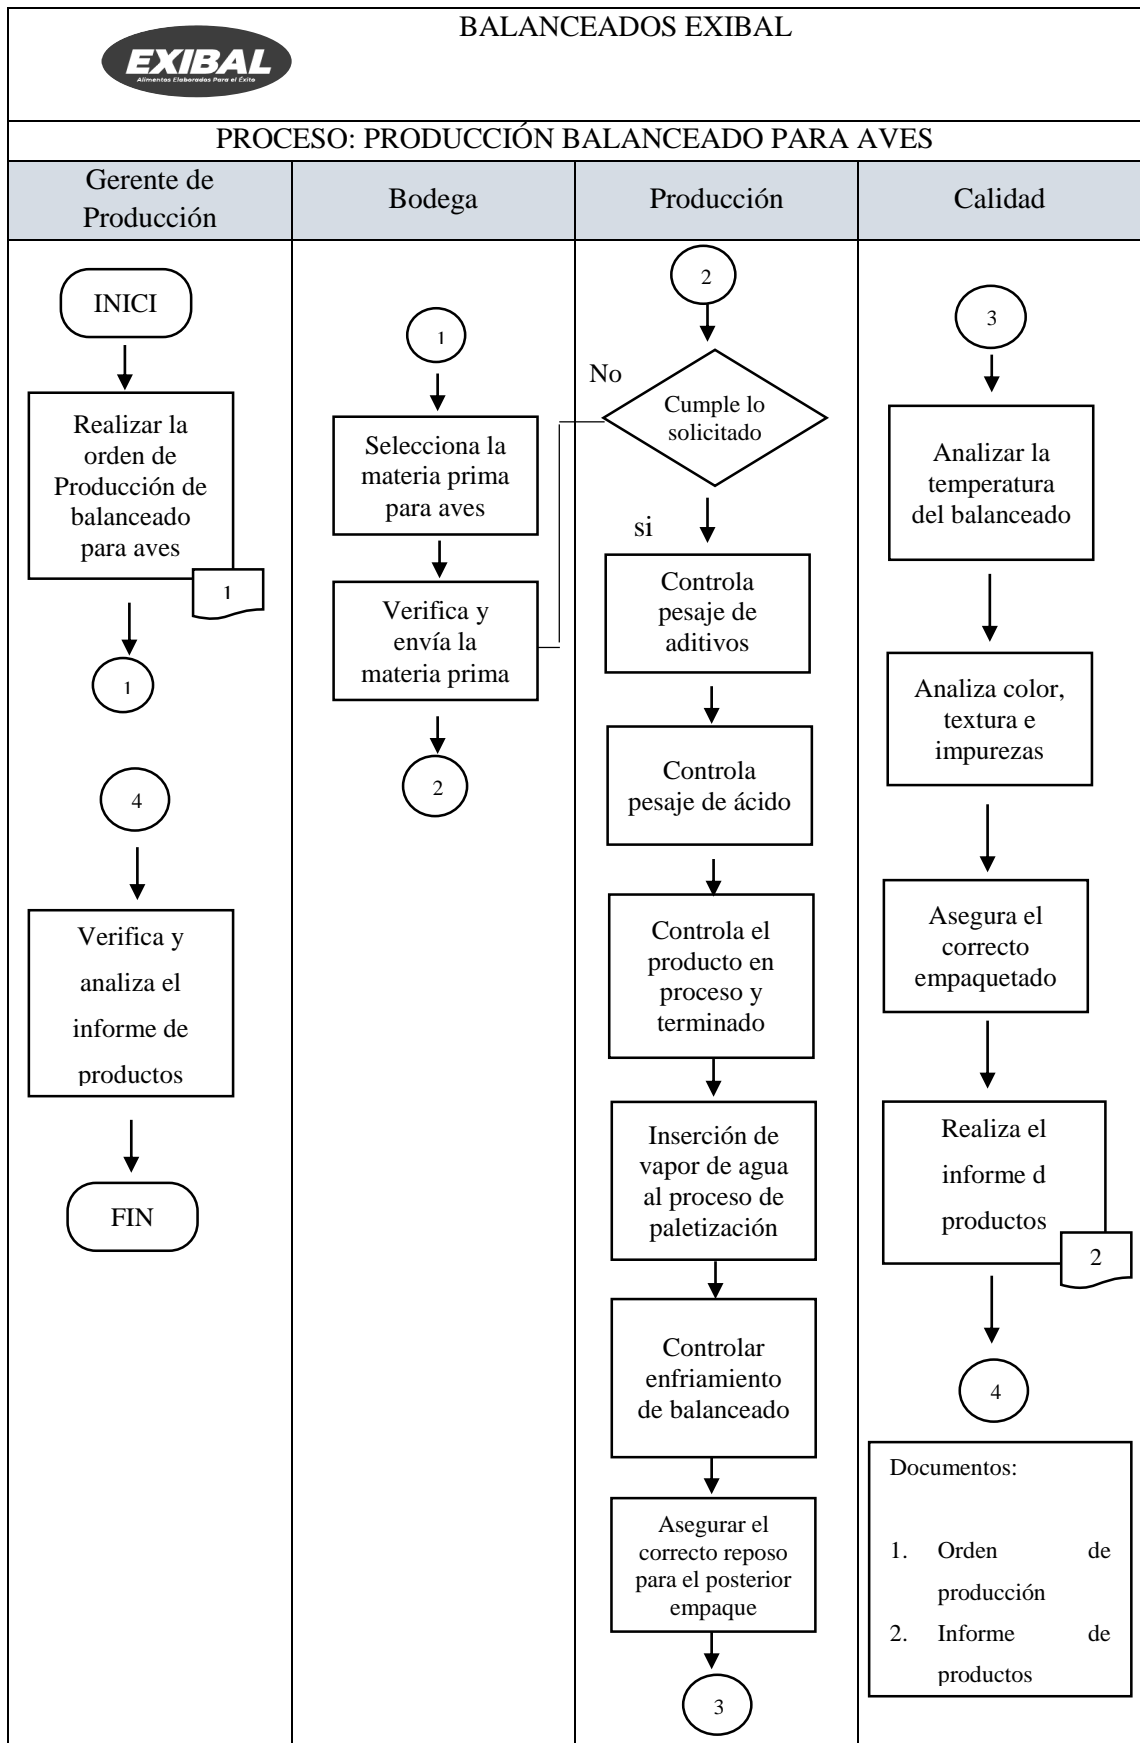 BALANCEADOS EXIBAL
EXIBAL
Alimentos Elaborados Para el Éxito
PROCESO: PRODUCCIÓN BALANCEADO PARA AVES
Gerente de
Producción
Bodega
Producción
Calidad
INICI
Realizar la
orden de
Producción de
balanceado
para aves
1
1
4
Verifica y
analiza el
informe de
productos
FIN
1
Selecciona la
materia prima
para aves
Verifica y
envía la
materia prima
2
2
No
Cumple lo
solicitado
si
Controla
pesaje de
aditivos
Controla
pesaje de ácido
Controla el
producto en
proceso y
terminado
Inserción de
vapor de agua
al proceso de
paletización
Controlar
enfriamiento
de balanceado
Asegurar el
correcto reposo
para el posterior
empaque
3
3
Analizar la
temperatura
del balanceado
Analiza color,
textura e
impurezas
Asegura el
correcto
empaquetado
Realiza el
informe d
productos
2
4
Documentos:
1. Orden de
producción
2. Informe de
productos